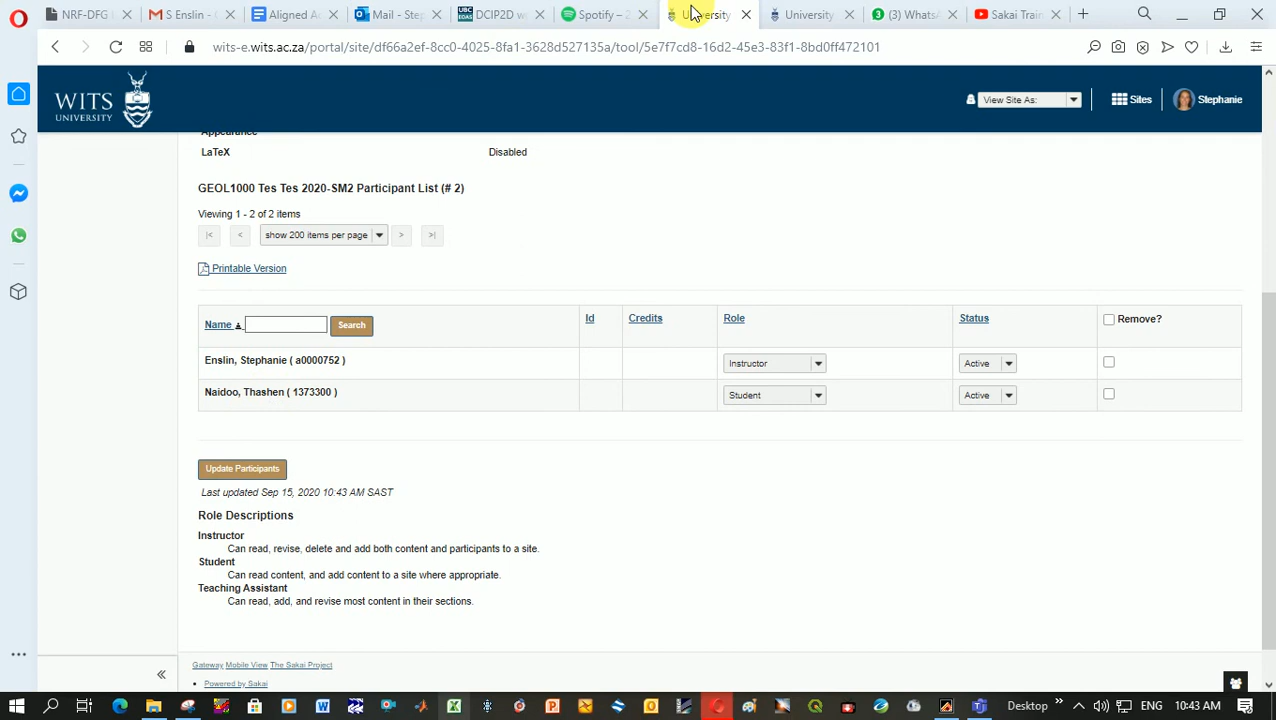 NRF-DFG
S Enslin -
Aligned A
Mail - Ste
DCIP2D w
Spotify – 2
University
University
(3) Whats
Sakai Train
wits-e.wits.ac.za/portal/site/df66a2ef-8cc0-4025-8fa1-3628d527135a/tool/5e7f7cd8-16d2-45e3-83f1-8bd0ff472101
WITS
UNIVERSITY
View Site As:
Sites
Stephanie
Appearance
LaTeX Disabled
GEOL1000 Tes Tes 2020-SM2 Participant List (# 2)
Viewing 1 - 2 of 2 items
|< < show 200 items per page > >|
Printable Version
Name Search Id Credits Role Status Remove?
Enslin, Stephanie ( a0000752 ) Instructor Active
Naidoo, Thashen ( 1373300 ) Student Active
Update Participants
Last updated Sep 15, 2020 10:43 AM SAST
Role Descriptions
Instructor
Can read, revise, delete and add both content and participants to a site.
Student
Can read content, and add content to a site where appropriate.
Teaching Assistant
Can read, add, and revise most content in their sections.
Gateway Mobile View The Sakai Project
Powered by Sakai
Desktop ENG 10:43 AM